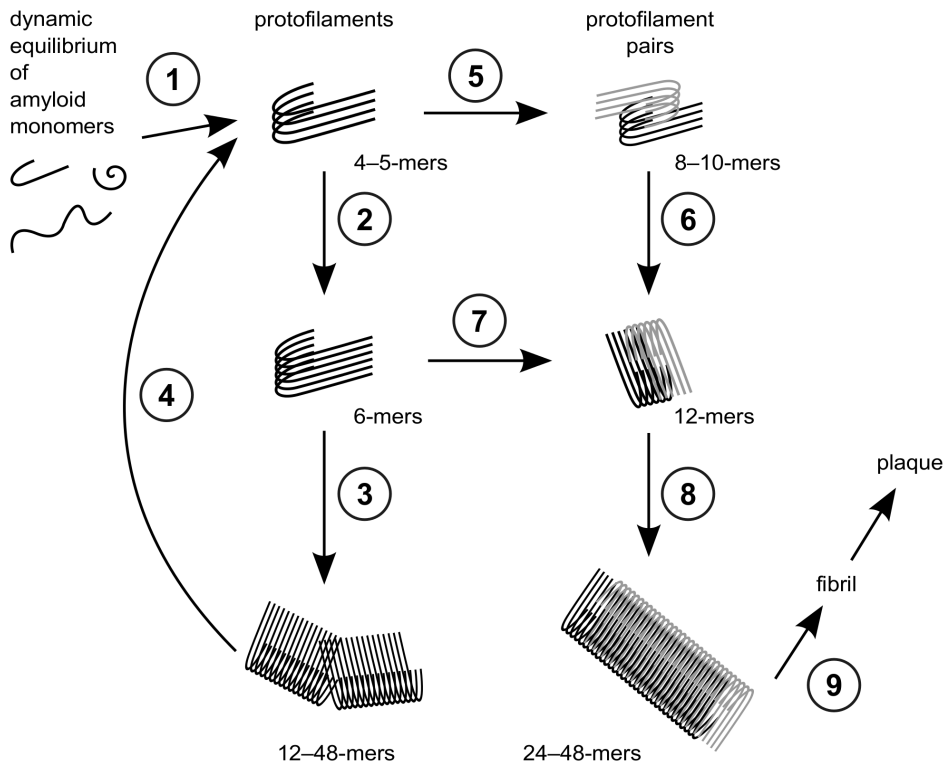 dynamic
equilibrium
of
amyloid
monomers
1
protofilaments
5
protofilament
pairs
4–5-mers
8–10-mers
2
6
7
4
6-mers
12-mers
3
8
plaque
fibril
9
12–48-mers
24–48-mers